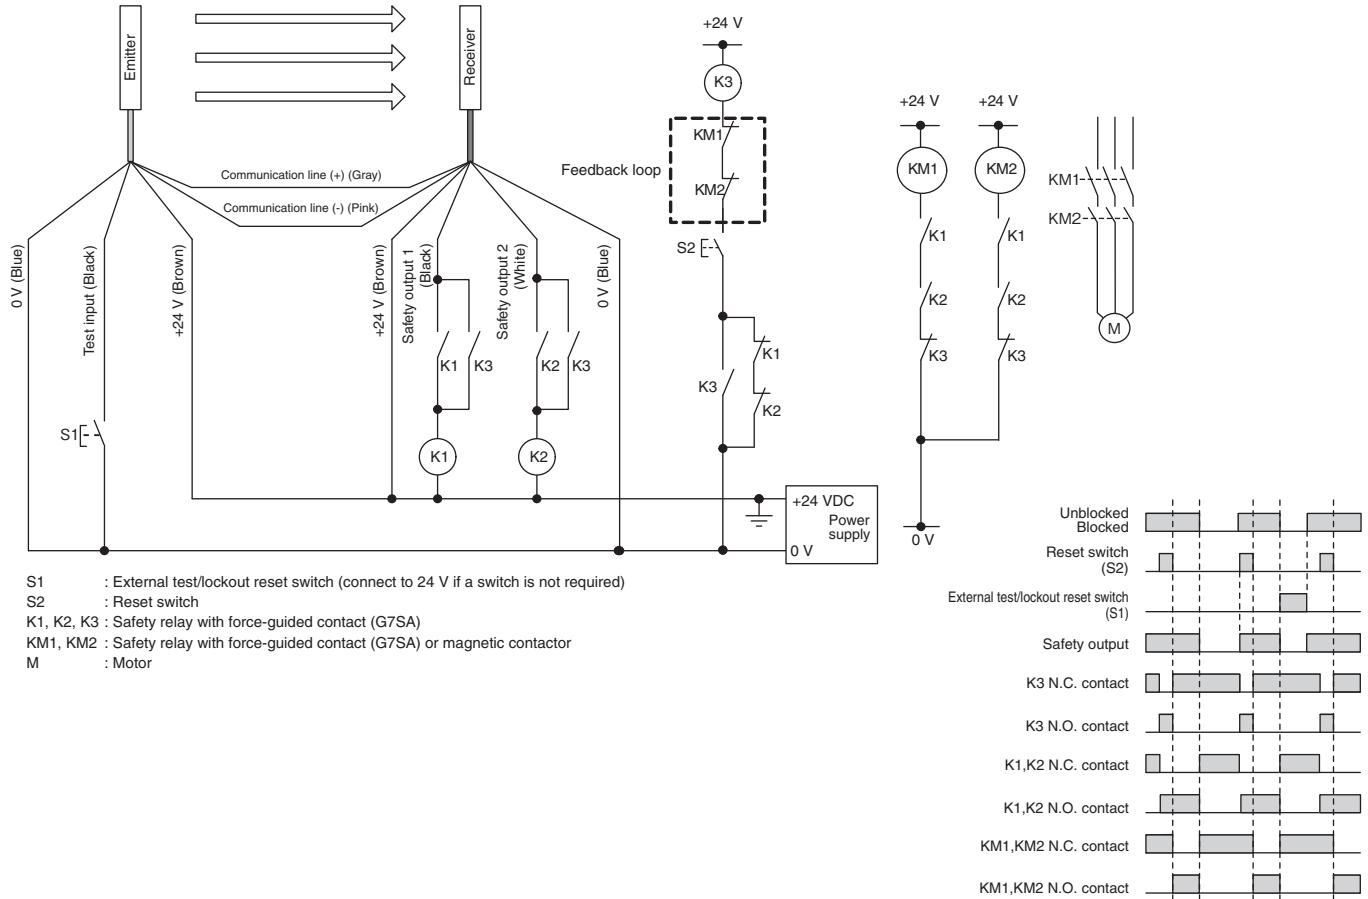 Emitter
Receiver
+24 V
K3
KM1
KM2
Feedback loop
Communication line (+) (Gray)
Communication line (-) (Pink)
0 V (Blue)
Test input (Black)
+24 V (Brown)
+24 V (Brown)
Safety output 1
(Black)
Safety output 2
(White)
0 V (Blue)
S2
S1
K1
K3
K2
K3
K1
K2
K3
K1
K2
+24 VDC
Power
supply
0 V
+24 V
+24 V
KM1
KM2
K1
K1
K2
K2
K3
K3
0 V
KM1
KM2
M
S1 : External test/lockout reset switch (connect to 24 V if a switch is not required)
S2 : Reset switch
K1, K2, K3 : Safety relay with force-guided contact (G7SA)
KM1, KM2 : Safety relay with force-guided contact (G7SA) or magnetic contactor
M : Motor
Unblocked
Blocked
Reset switch
(S2)
External test/lockout reset switch
(S1)
Safety output
K3 N.C. contact
K3 N.O. contact
K1,K2 N.C. contact
K1,K2 N.O. contact
KM1,KM2 N.C. contact
KM1,KM2 N.O. contact